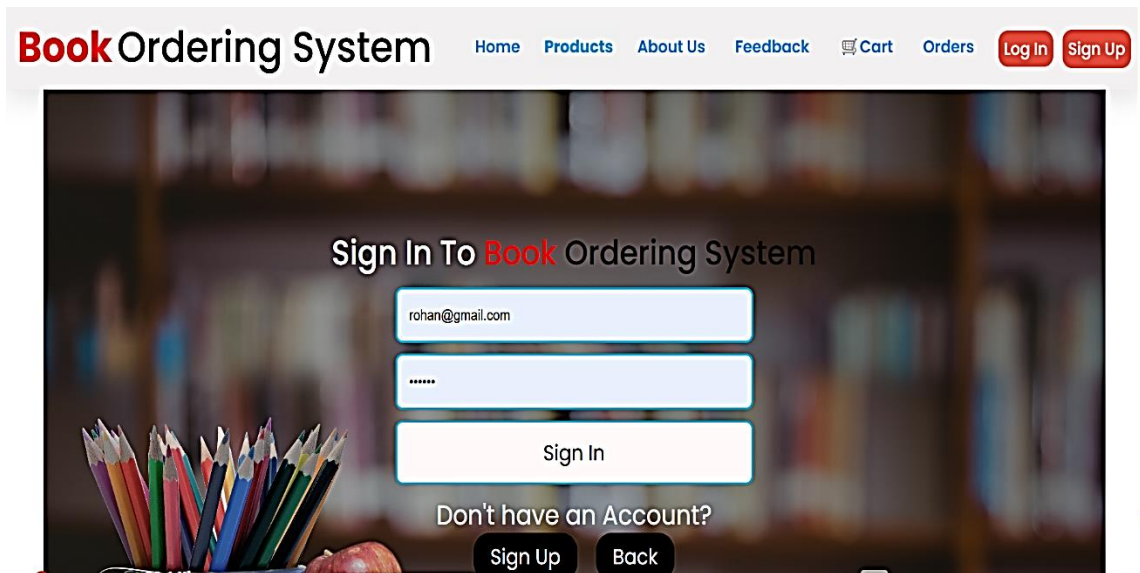 Book Ordering System Home Products About Us Feedback Cart Orders Log In Sign Up
Sign In To Book Ordering System
rohan@gmail.com
••••••
Sign In
Don't have an Account?
Sign Up Back